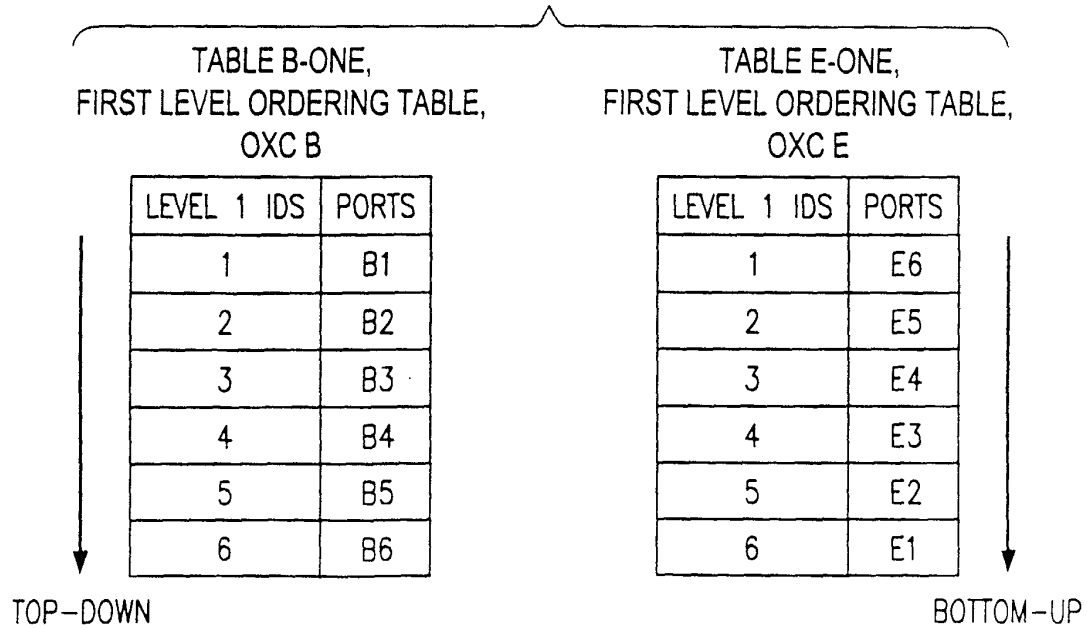 TABLE B-ONE,
FIRST LEVEL ORDERING TABLE,
OXC B
LEVEL 1 IDS PORTS
1 B1
2 B2
3 B3
4 B4
5 B5
6 B6
TOP-DOWN
TABLE E-ONE,
FIRST LEVEL ORDERING TABLE,
OXC E
LEVEL 1 IDS PORTS
1 E6
2 E5
3 E4
4 E3
5 E2
6 E1
BOTTOM-UP